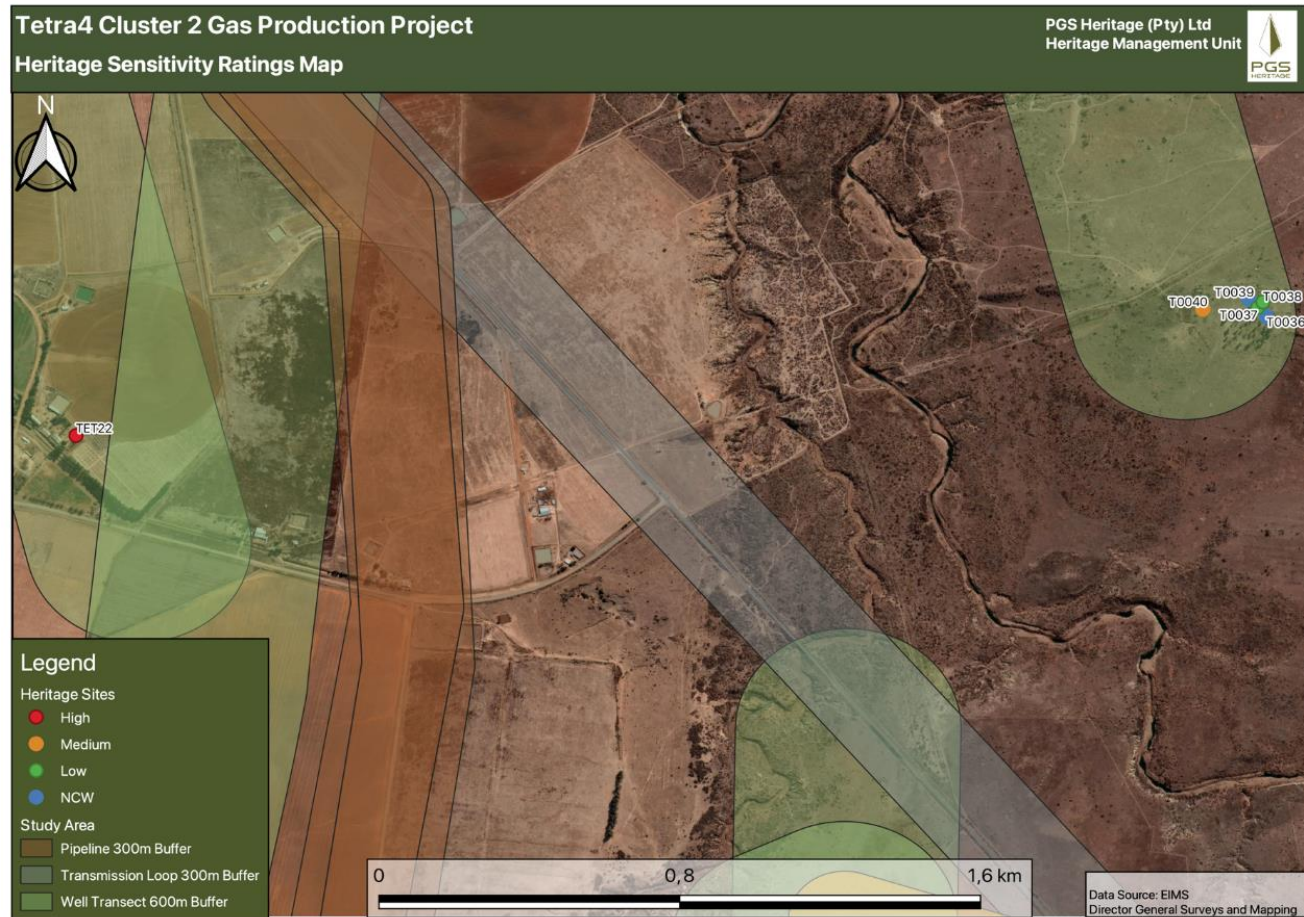 Tetra4 Cluster 2 Gas Production Project
Heritage Sensitivity Ratings Map
PGS Heritage (Pty) Ltd
Heritage Management Unit
PGS
HERITAGE
N
T0039
T0038
T0040
T0037
T0036
TET22
Legend
Heritage Sites
High
Medium
Low
NCW
Study Area
Pipeline 300m Buffer
Transmission Loop 300m Buffer
Well Transect 600m Buffer
0
0,8
1,6 km
Data Source: EIMS
Director General Surveys and Mapping